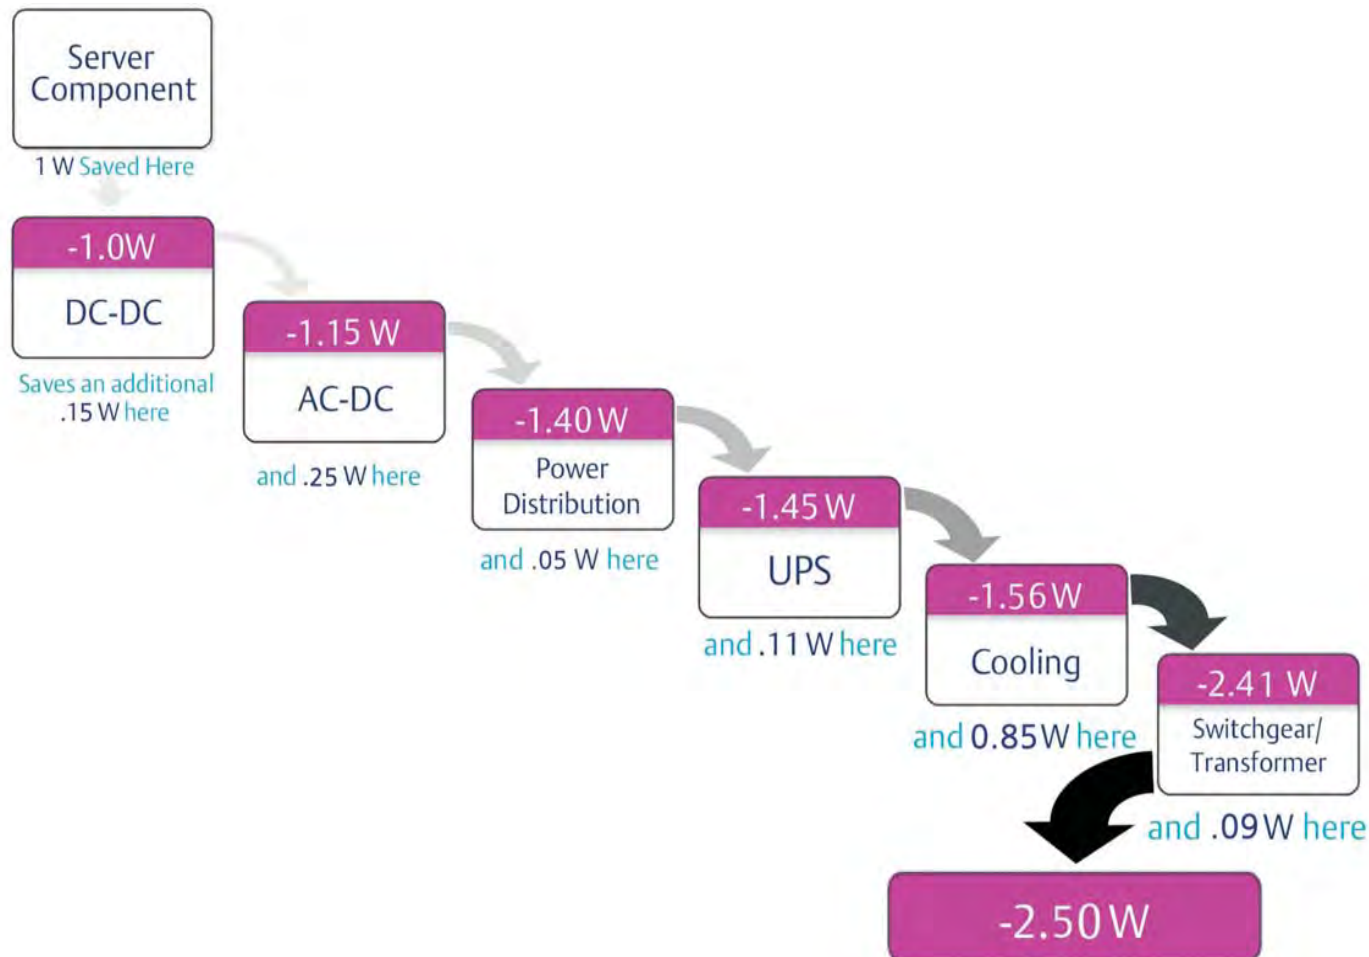 Server
Component
1 W Saved Here
-1.0W
DC-DC
Saves an additional
.15 W here
-1.15 W
AC-DC
and .25 W here
-1.40 W
Power
Distribution
and .05 W here
-1.45 W
UPS
and .11 W here
-1.56 W
Cooling
and 0.85W here
-2.41 W
Switchgear/
Transformer
and .09W here
-2.50 W